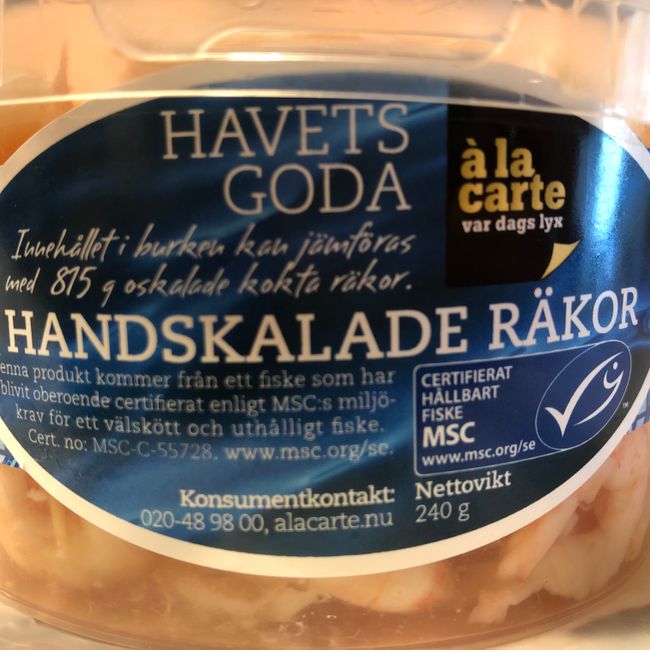 HAVETS
GODA
à la
carte
var dags lyx
Innehållet i burken kan jämföras
med 875 g oskalade kokta räkor.
HANDSKALADE RÄKOR
enna produkt kommer från ett fiske som har
blivit oberoende certifierat enligt MSC:s miljö-
krav för ett välskött och uthålligt fiske.
Cert. no: MSC-C-55728. www.msc.org/se.
CERTIFIERAT
HÅLLBART
FISKE
MSC
www.msc.org/se
TM
Konsumentkontakt:
020-48 98 00, alacarte.nu
Nettovikt
240 g